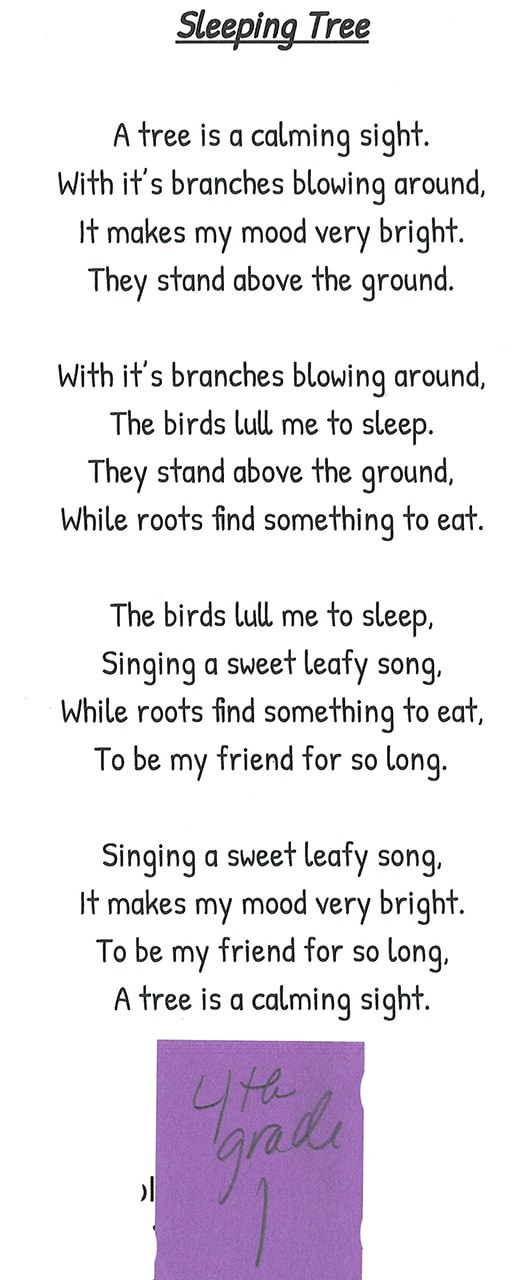 Sleeping Tree
A tree is a calming sight.
With it's branches blowing around,
It makes my mood very bright.
They stand above the ground.
With it's branches blowing around,
The birds lull me to sleep.
They stand above the ground,
While roots find something to eat.
The birds lull me to sleep,
Singing a sweet leafy song,
While roots find something to eat,
To be my friend for so long.
Singing a sweet leafy song,
It makes my mood very bright.
To be my friend for so long,
A tree is a calming sight.
4th
grade
1